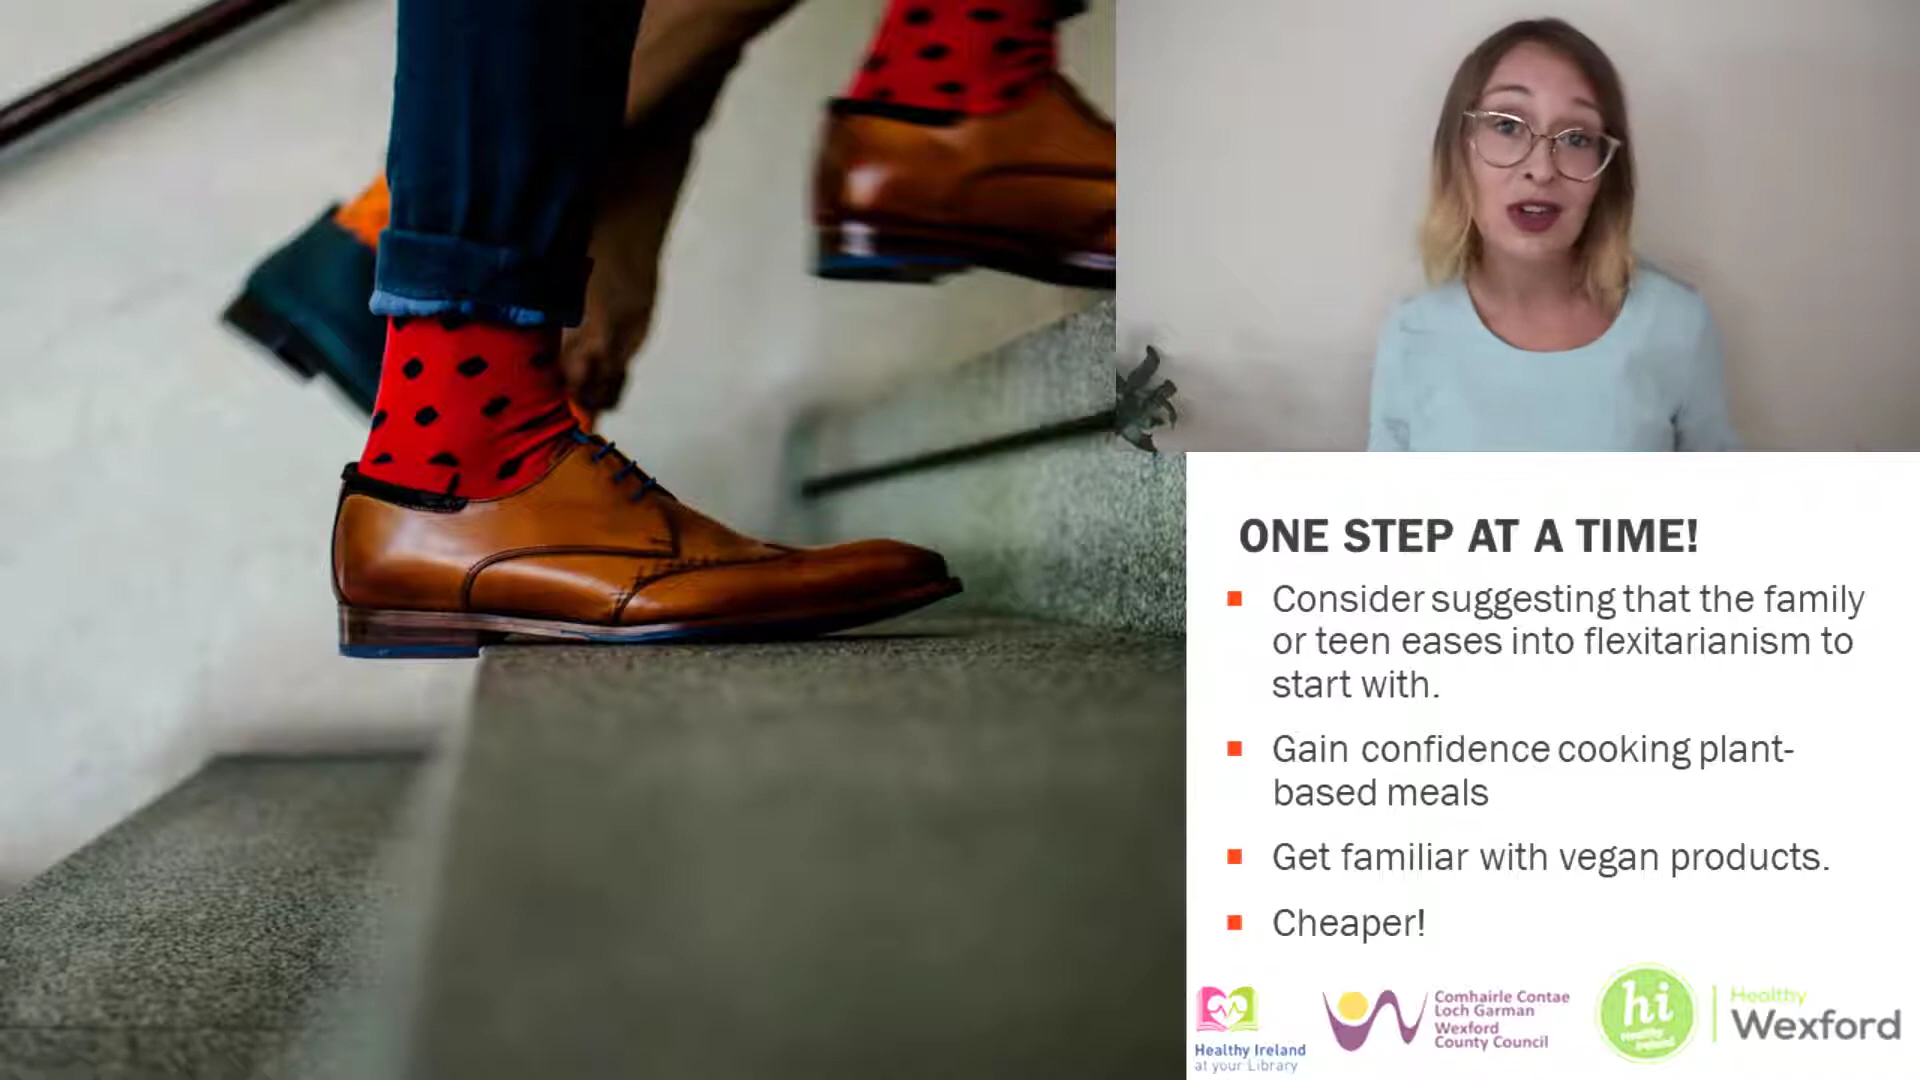 ONE STEP AT A TIME!
Consider suggesting that the family
or teen eases into flexitarianism to
start with.
Gain confidence cooking plant-
based meals
Get familiar with vegan products.
Cheaper!
Healthy Ireland
at your Library
Comhairle Contae
Loch Garman
Wexford
County Council
hi
Healthy
Ireland
Healthy
Wexford